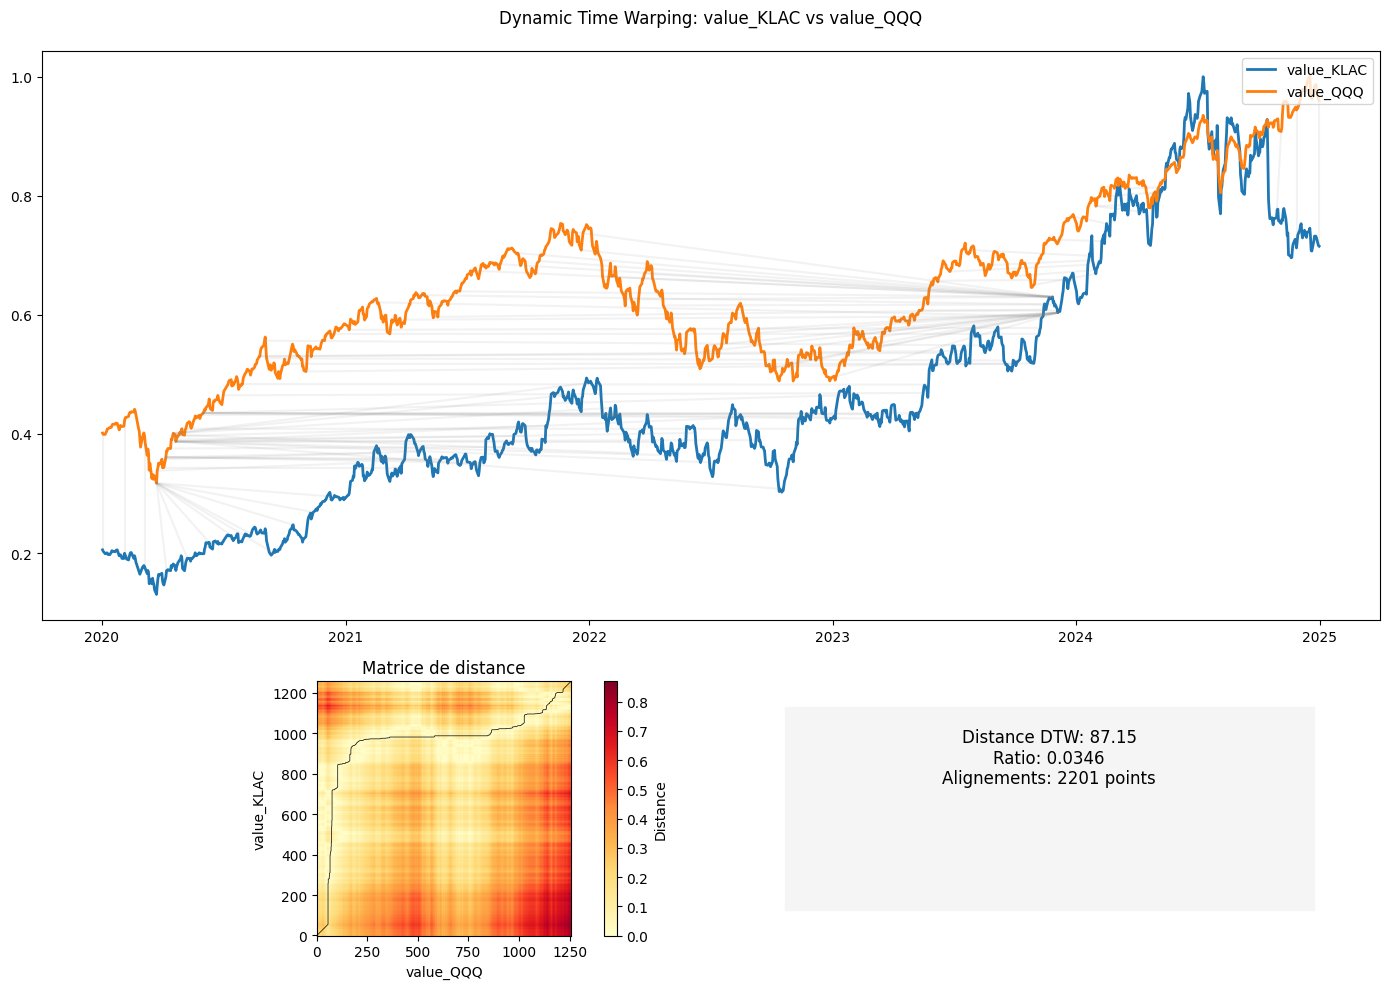 Dynamic Time Warping: value_KLAC vs value_QQQ
value_KLAC
value_QQQ
1.0
0.8
0.6
0.4
0.2
2020 2021 2022 2023 2024 2025
Matrice de distance
value_KLAC
1200
1000
800
600
400
200
0
0 250 500 750 1000 1250
value_QQQ
0.8
0.7
0.6
0.5
0.4
0.3
0.2
0.1
0.0
Distance
Distance DTW: 87.15
Ratio: 0.0346
Alignements: 2201 points